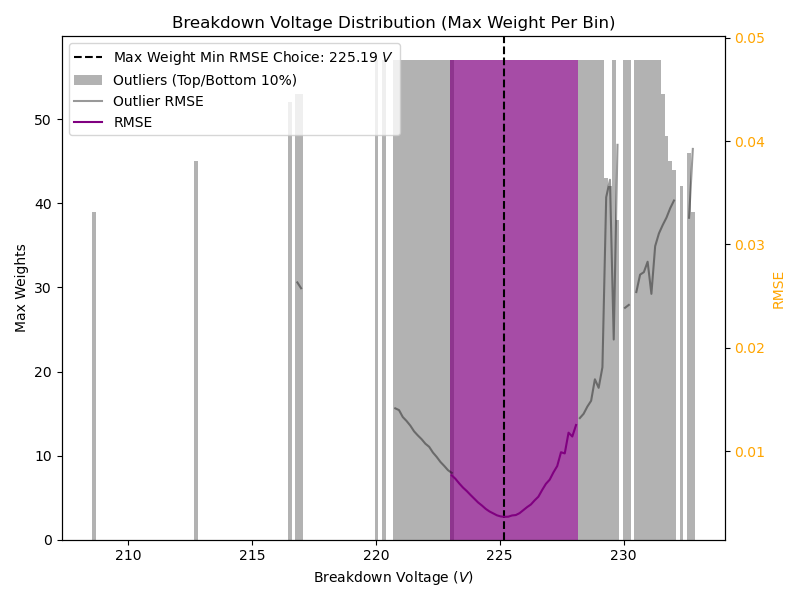 Breakdown Voltage Distribution (Max Weight Per Bin)
Max Weight Min RMSE Choice: 225.19 V
Outliers (Top/Bottom 10%)
Outlier RMSE
RMSE
Max Weights
0
10
20
30
40
50
0.01
0.02
0.03
0.04
0.05
RMSE
210
215
220
225
230
Breakdown Voltage (V)